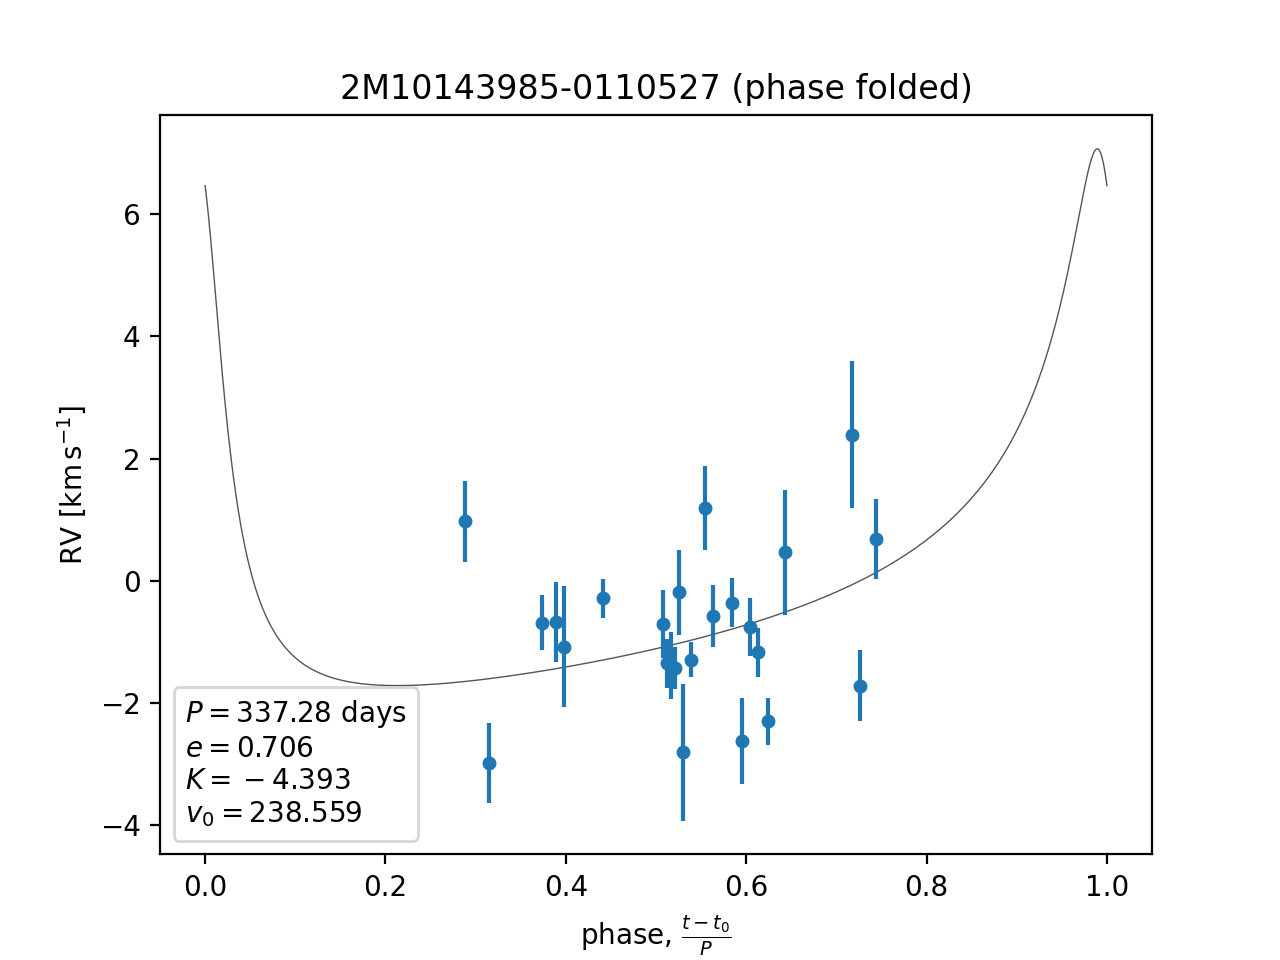 2M10143985-0110527 (phase folded)
RV [km s⁻¹]
6
4
2
0
−2
−4
P = 337.28 days
e = 0.706
K = −4.393
v₀ = 238.559
0.0 0.2 0.4 0.6 0.8 1.0
phase, (t − t₀)/P